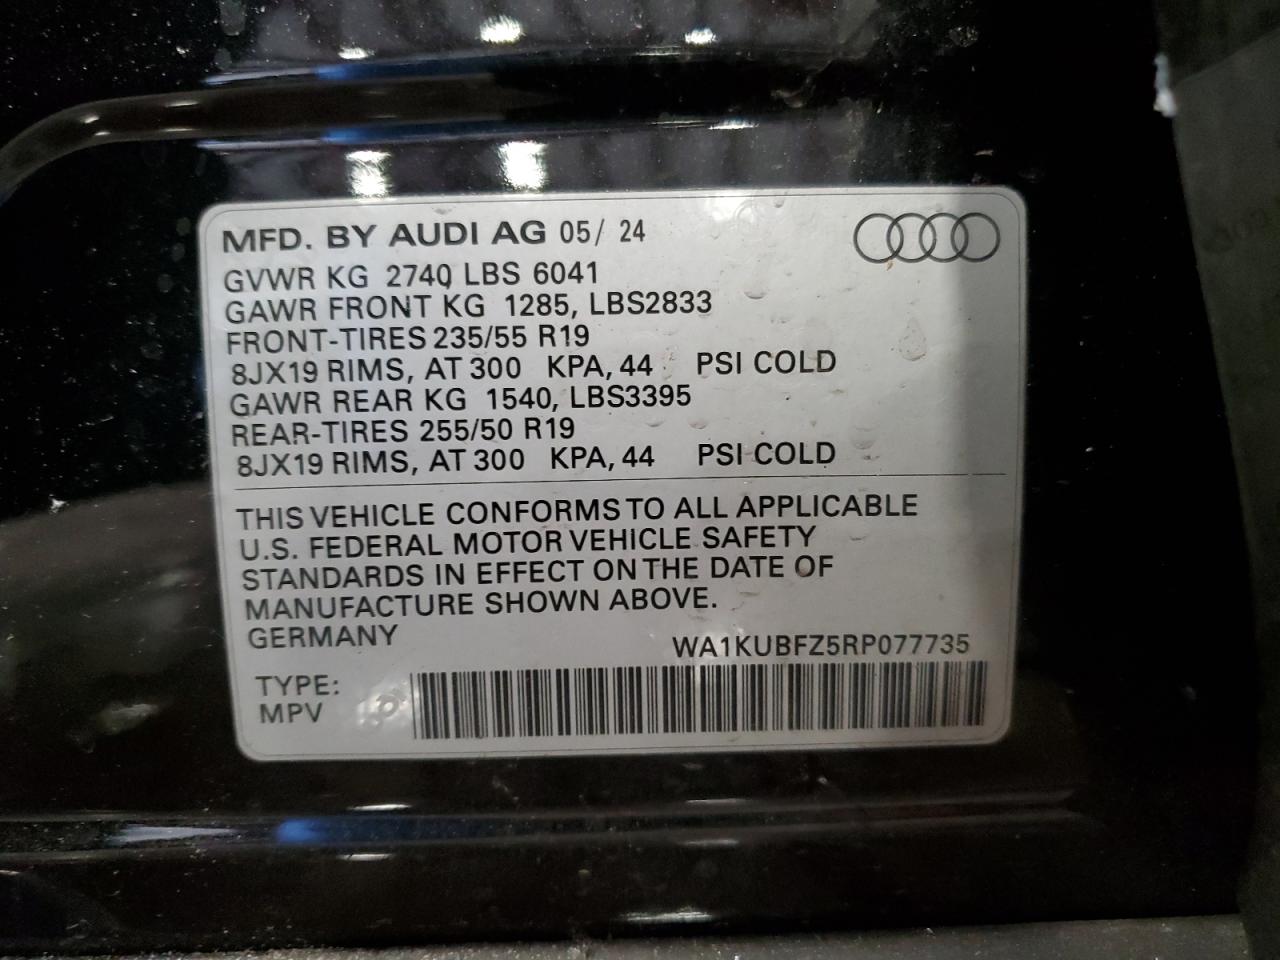 MFD. BY AUDI AG 05/ 24
GVWR KG 2740 LBS 6041
GAWR FRONT KG 1285, LBS2833
FRONT-TIRES 235/55 R19
8JX19 RIMS, AT 300 KPA, 44 PSI COLD
GAWR REAR KG 1540, LBS3395
REAR-TIRES 255/50 R19
8JX19 RIMS, AT 300 KPA, 44 PSI COLD
THIS VEHICLE CONFORMS TO ALL APPLICABLE
U.S. FEDERAL MOTOR VEHICLE SAFETY
STANDARDS IN EFFECT ON THE DATE OF
MANUFACTURE SHOWN ABOVE.
GERMANY
WA1KUBFZ5RP077735
TYPE:
MPV